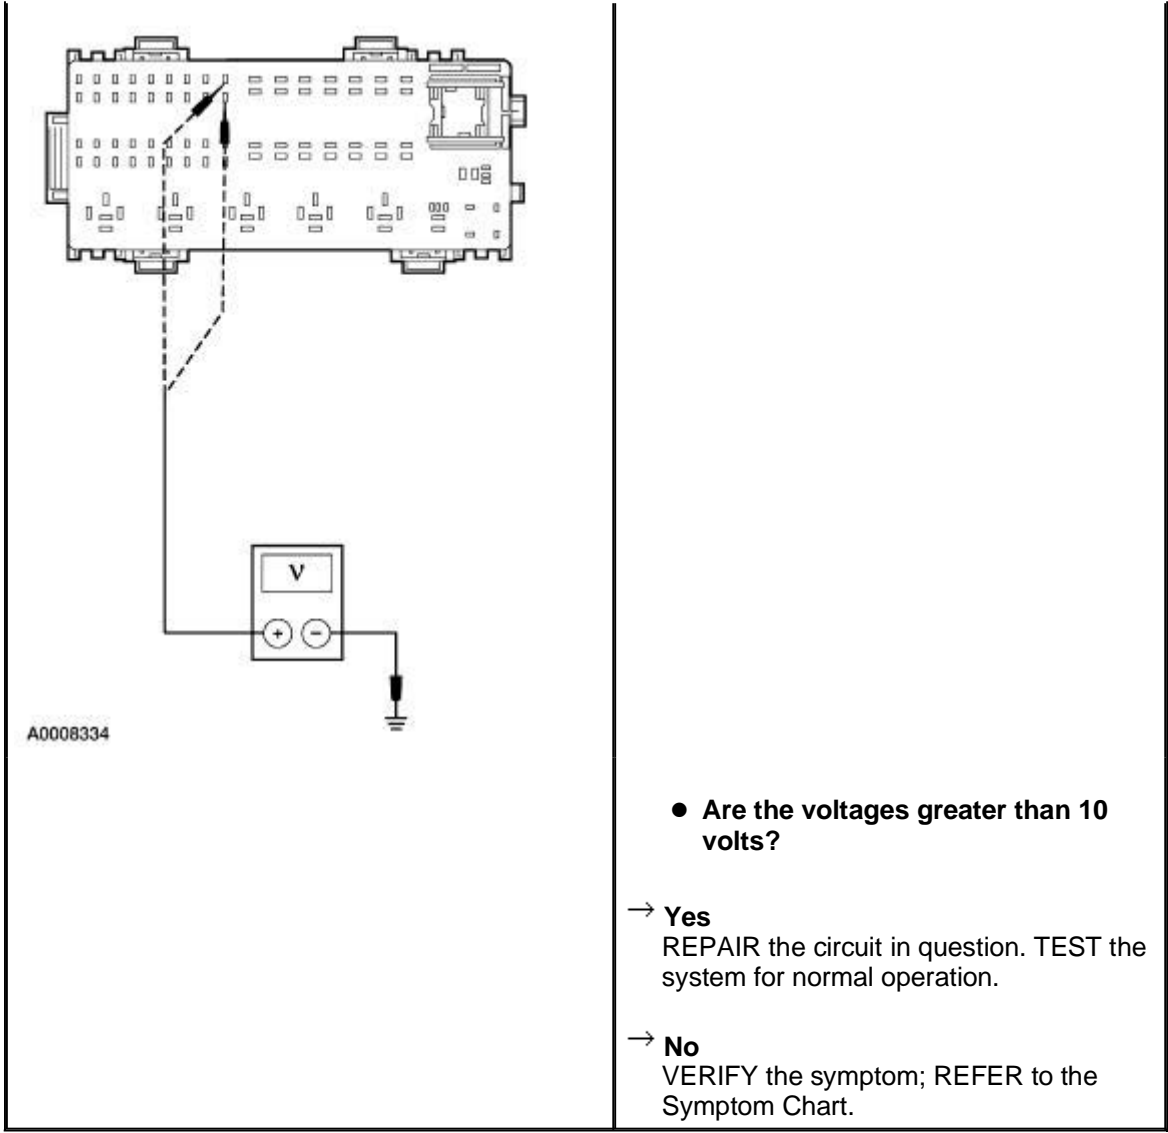 V
+ −
A0008334
● Are the voltages greater than 10
volts?
→ Yes
REPAIR the circuit in question. TEST the
system for normal operation.
→ No
VERIFY the symptom; REFER to the
Symptom Chart.